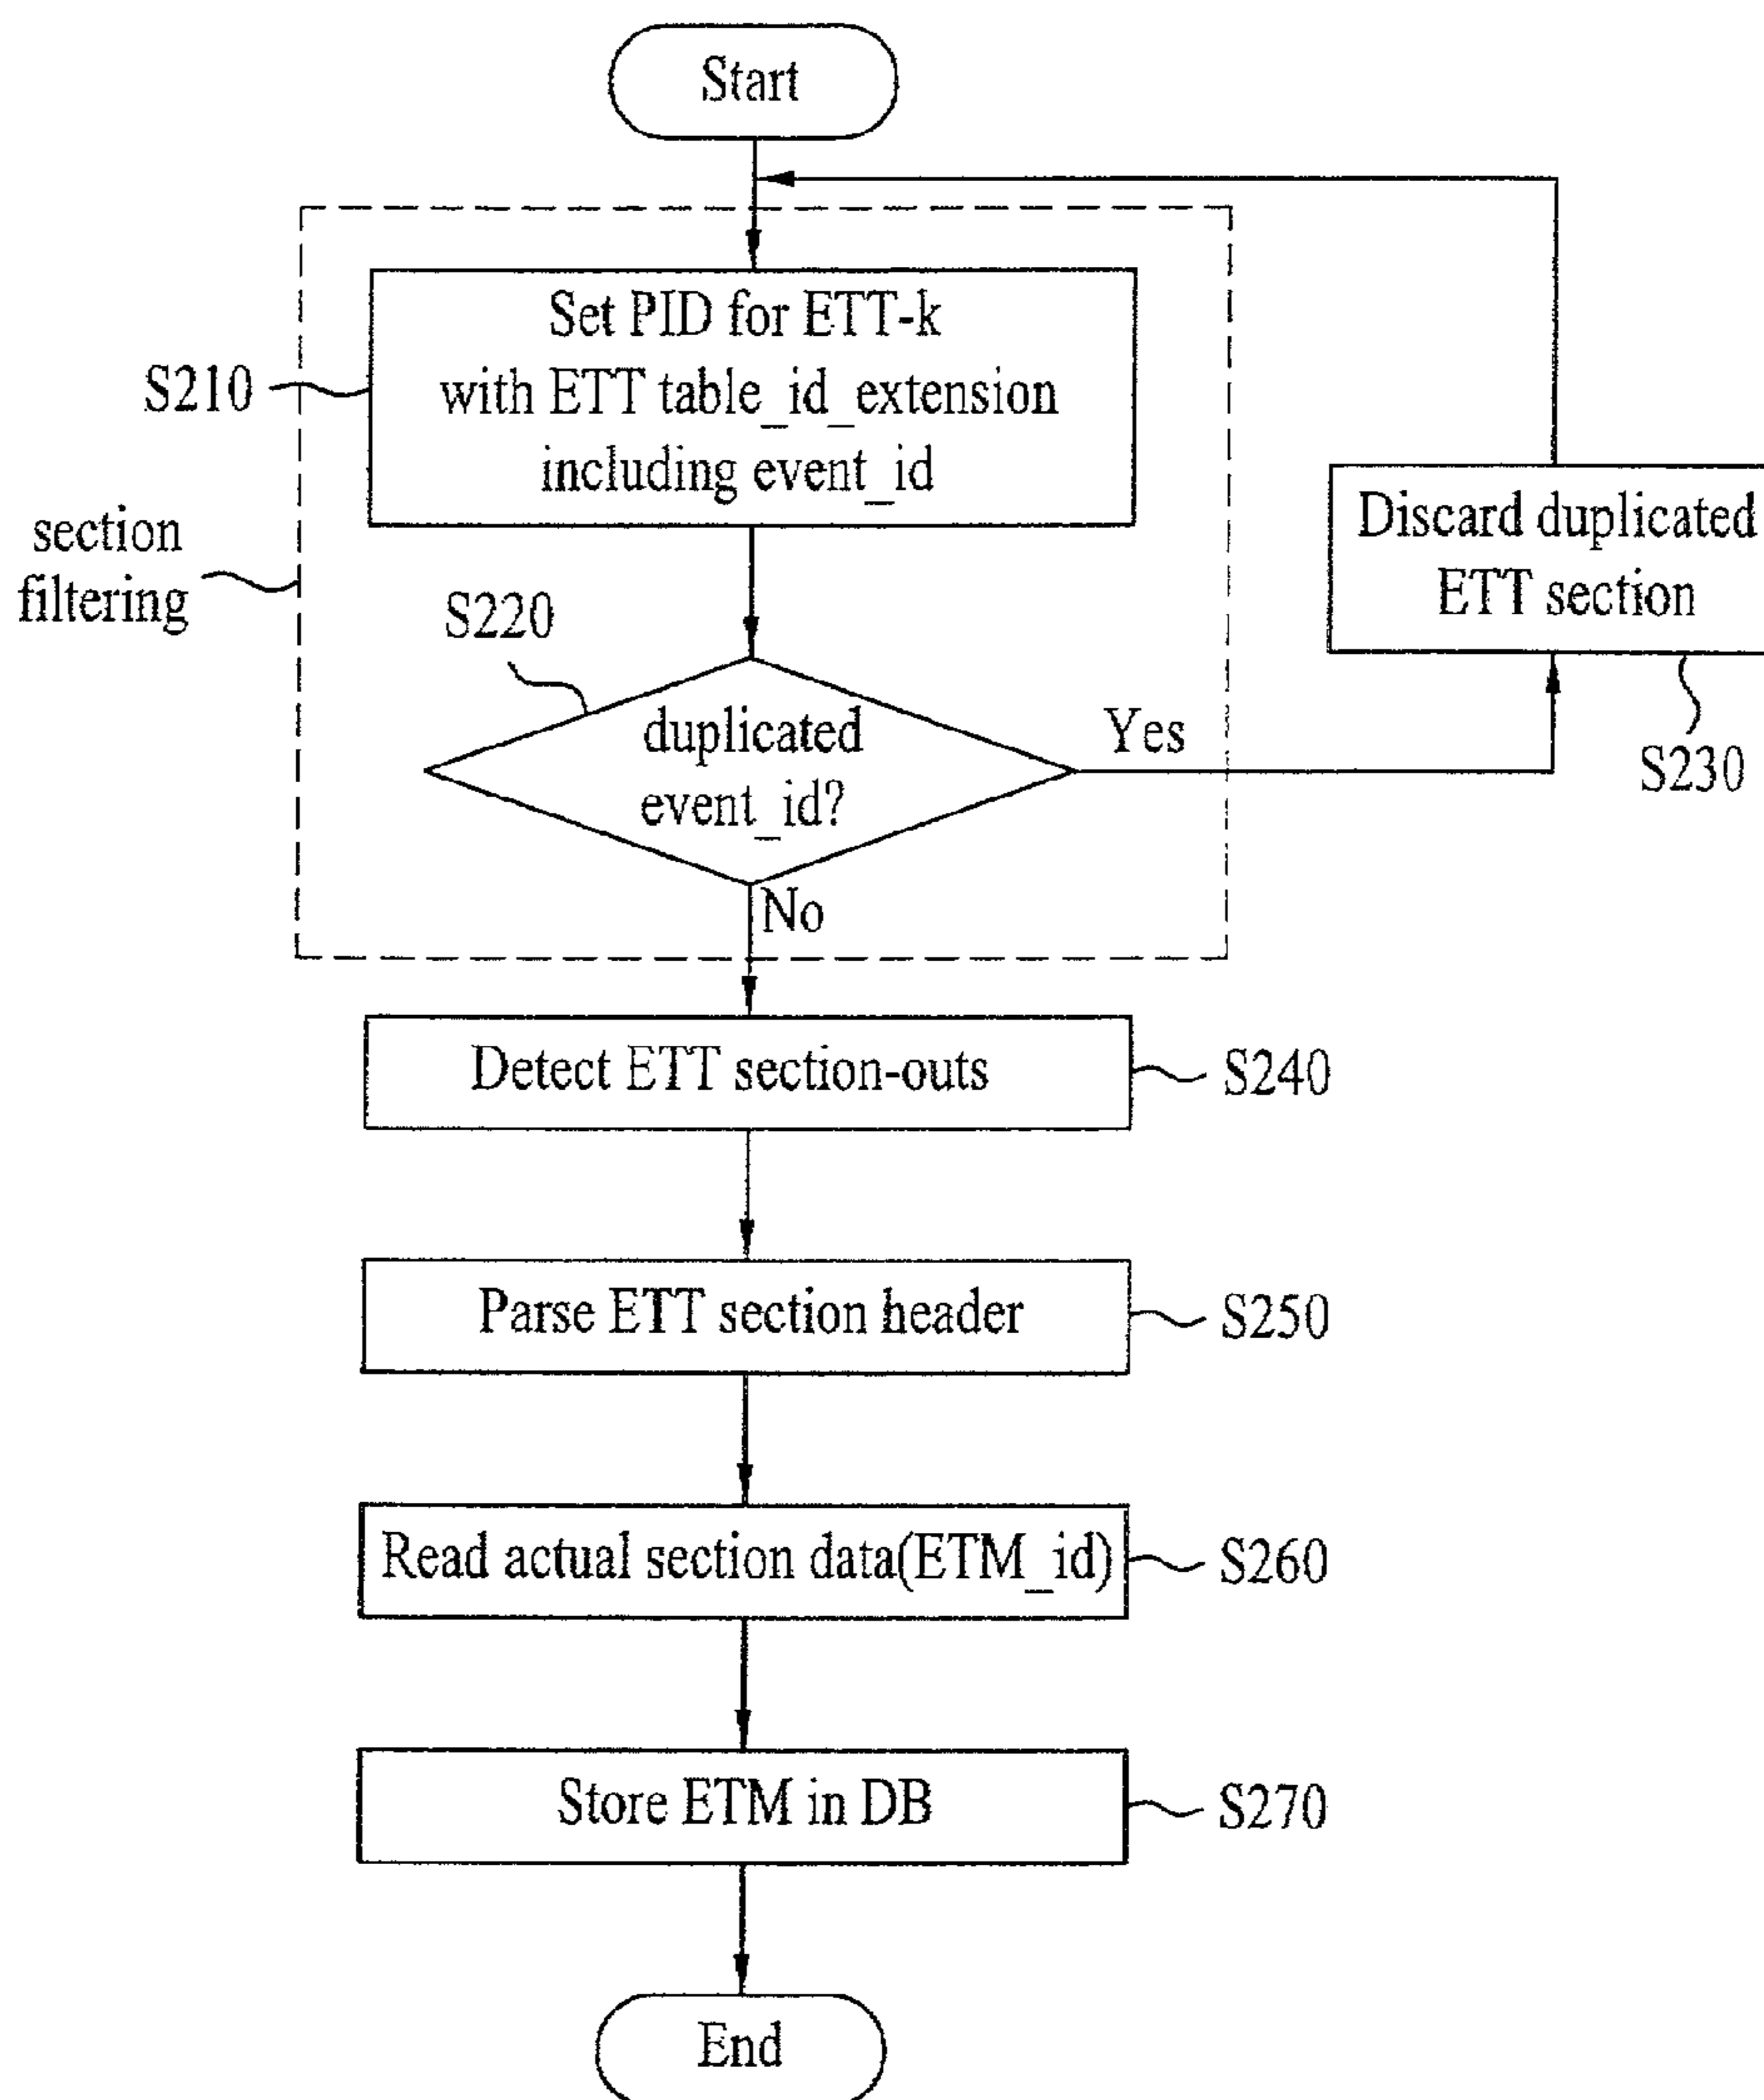 Start
Set PID for ETT-k
with ETT table_id_extension
including event_id
S210
section
filtering
Discard duplicated
ETT section
S220
duplicated
event_id?
Yes
S230
No
Detect ETT section-outs
S240
Parse ETT section header
S250
Read actual section data(ETM_id)
S260
Store ETM in DB
S270
End